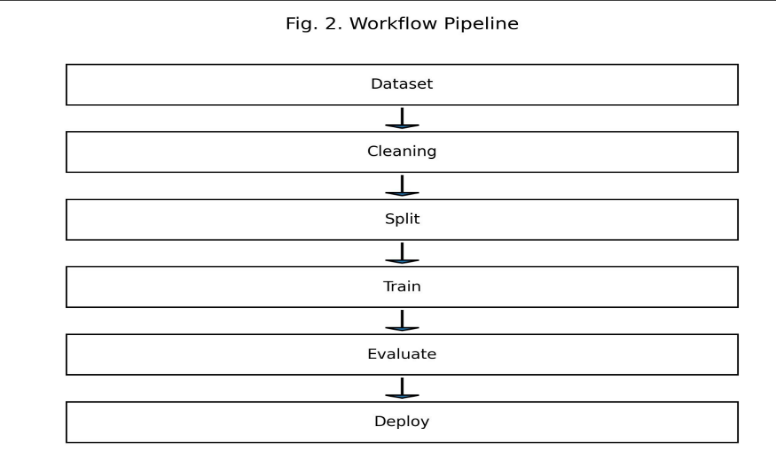 Fig. 2. Workflow Pipeline
Dataset
Cleaning
Split
Train
Evaluate
Deploy